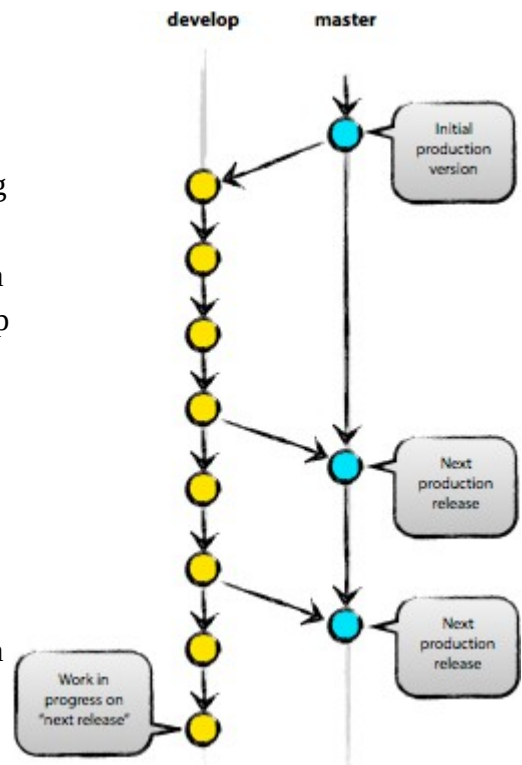 develop
master
Initial
production
version
g
p
Next
production
release
Next
production
release
Work in
progress on
"next release"